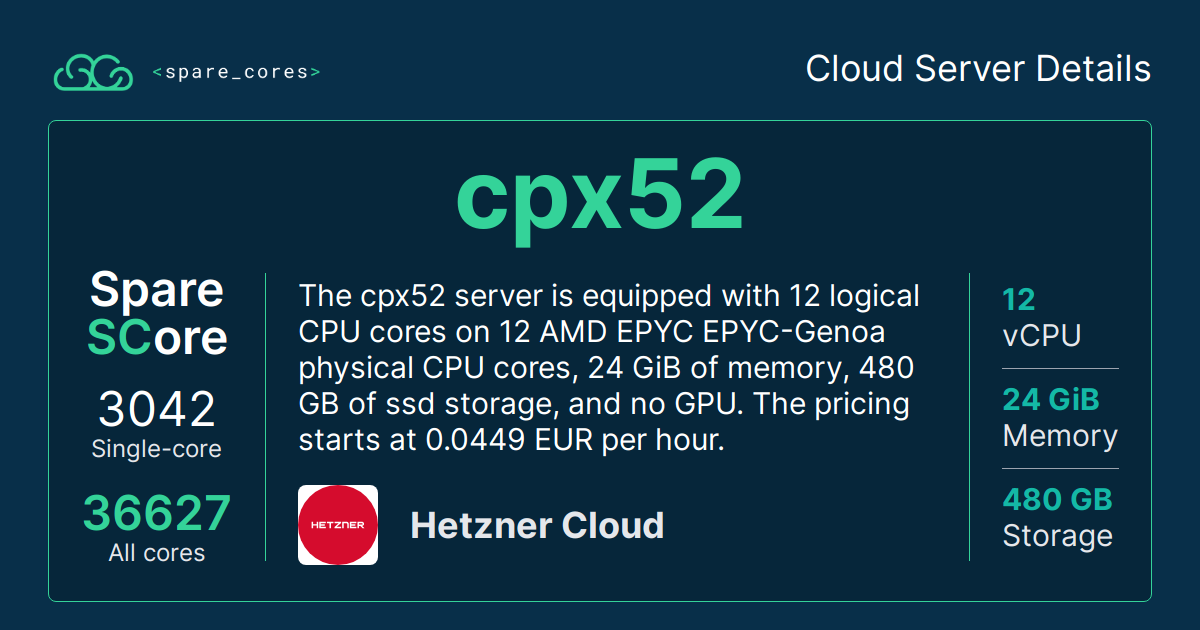 <spare_cores>
Cloud Server Details
cpx52
Spare
SCore
3042
Single-core
36627
All cores
The cpx52 server is equipped with 12 logical
CPU cores on 12 AMD EPYC EPYC-Genoa
physical CPU cores, 24 GiB of memory, 480
GB of ssd storage, and no GPU. The pricing
starts at 0.0449 EUR per hour.
HETZNER
Hetzner Cloud
12
vCPU
24 GiB
Memory
480 GB
Storage